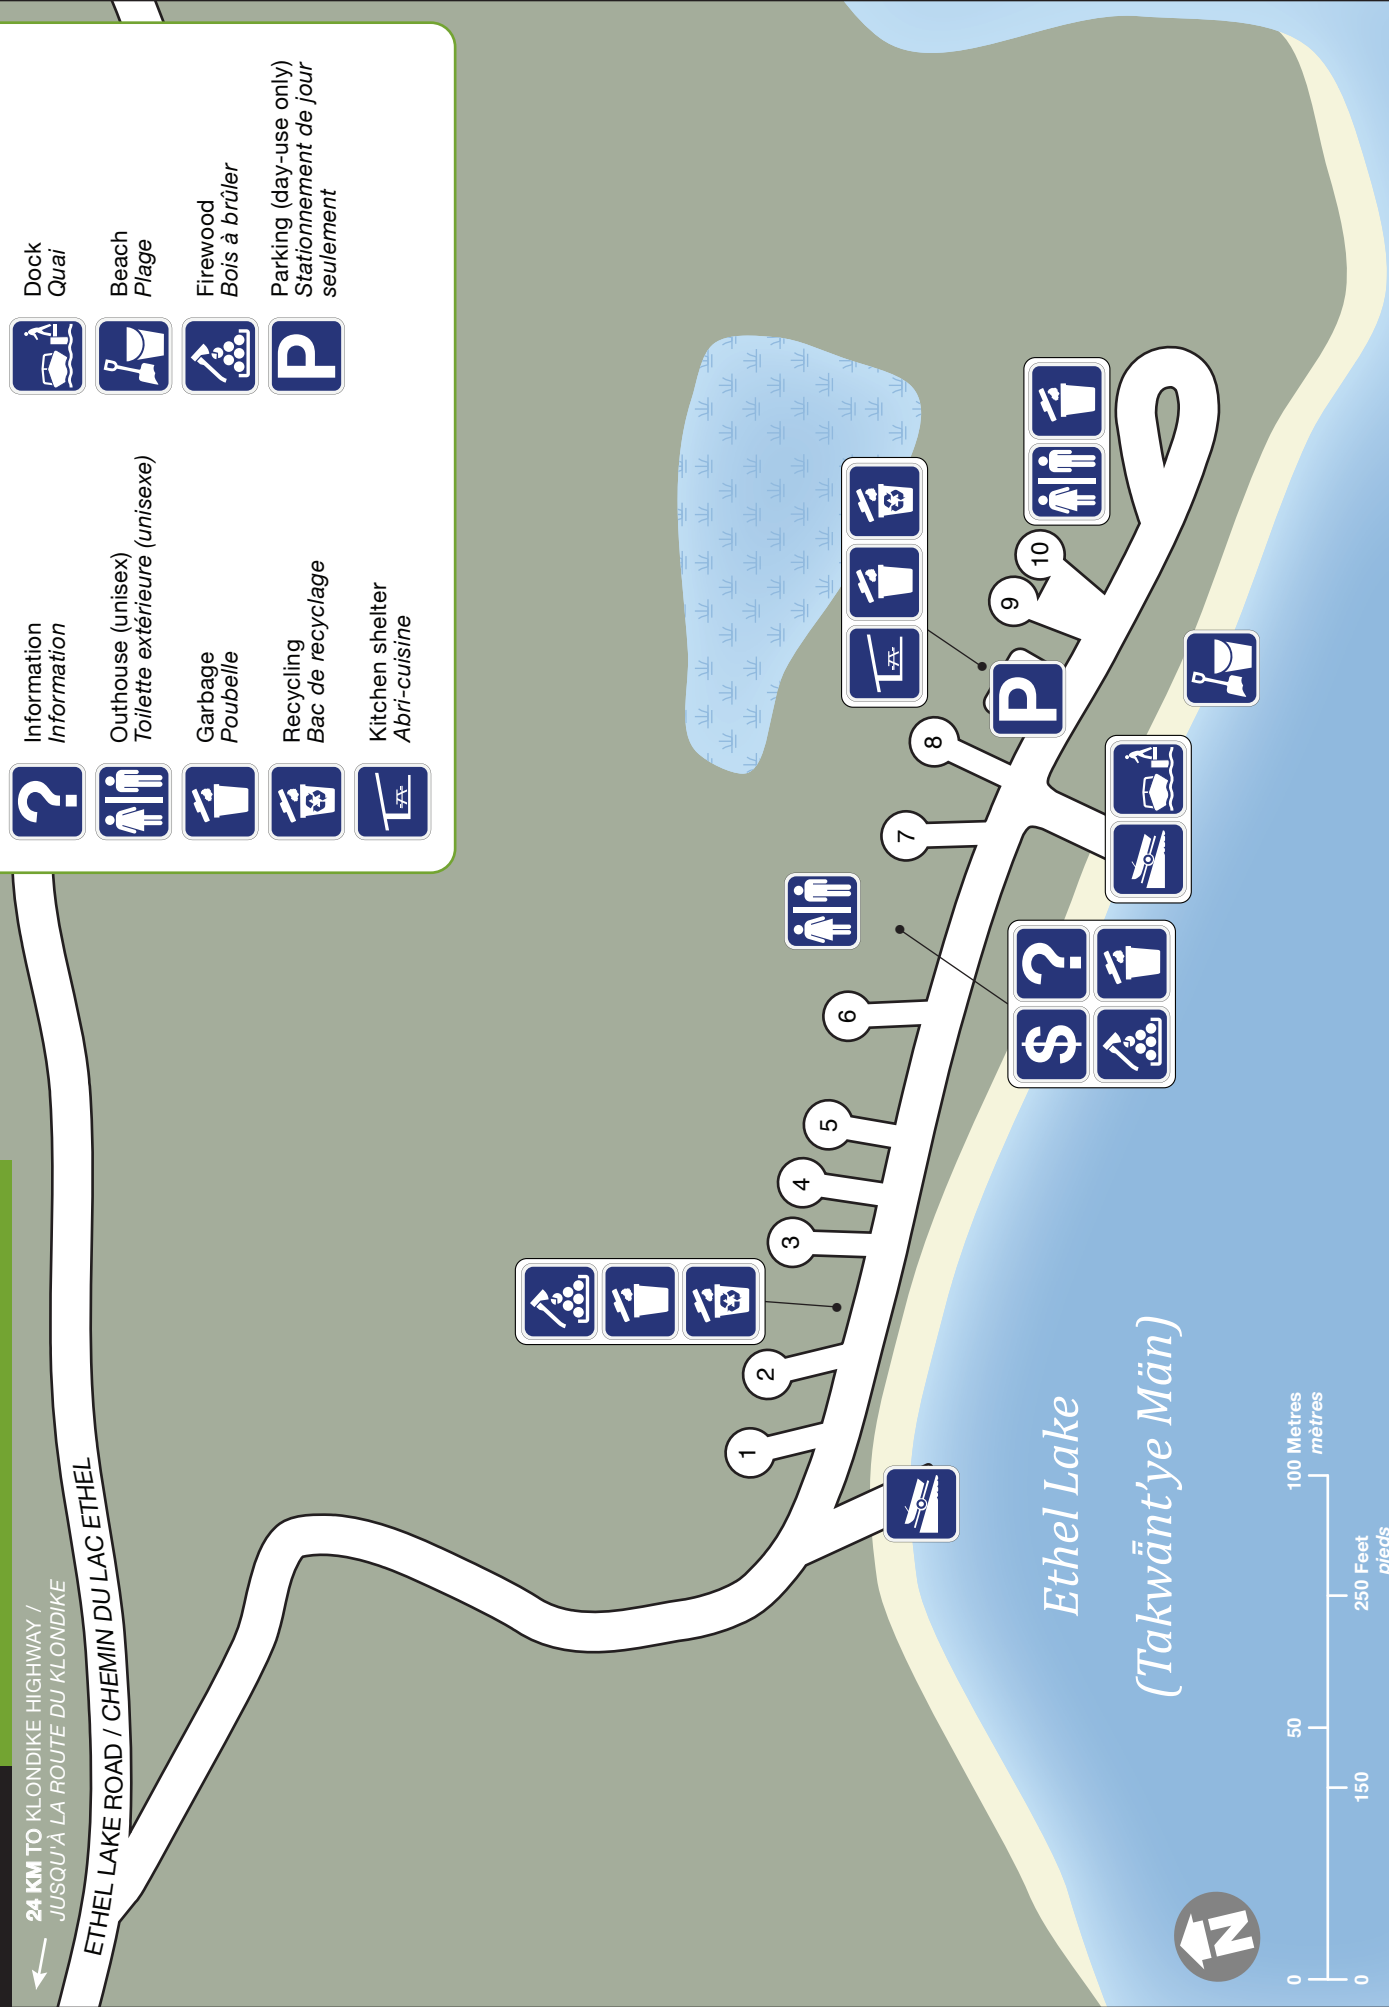 24 KM TO KLONDIKE HIGHWAY /
JUSQU'À LA ROUTE DU KLONDIKE
ETHEL LAKE ROAD / CHEMIN DU LAC ETHEL
?
Information
Information
Outhouse (unisex)
Toilette extérieure (unisexe)
Garbage
Poubelle
Recycling
Bac de recyclage
Kitchen shelter
Abri-cuisine
Dock
Quai
Beach
Plage
Firewood
Bois à brûler
P
Parking (day-use only)
Stationnement de jour
seulement
1
2
3
4
5
6
7
8
9
10
P
$ ?
Ethel Lake
(Takwǟnt'ye Män)
N
0 50 100 Metres
mètres
0 150 250 Feet
pieds